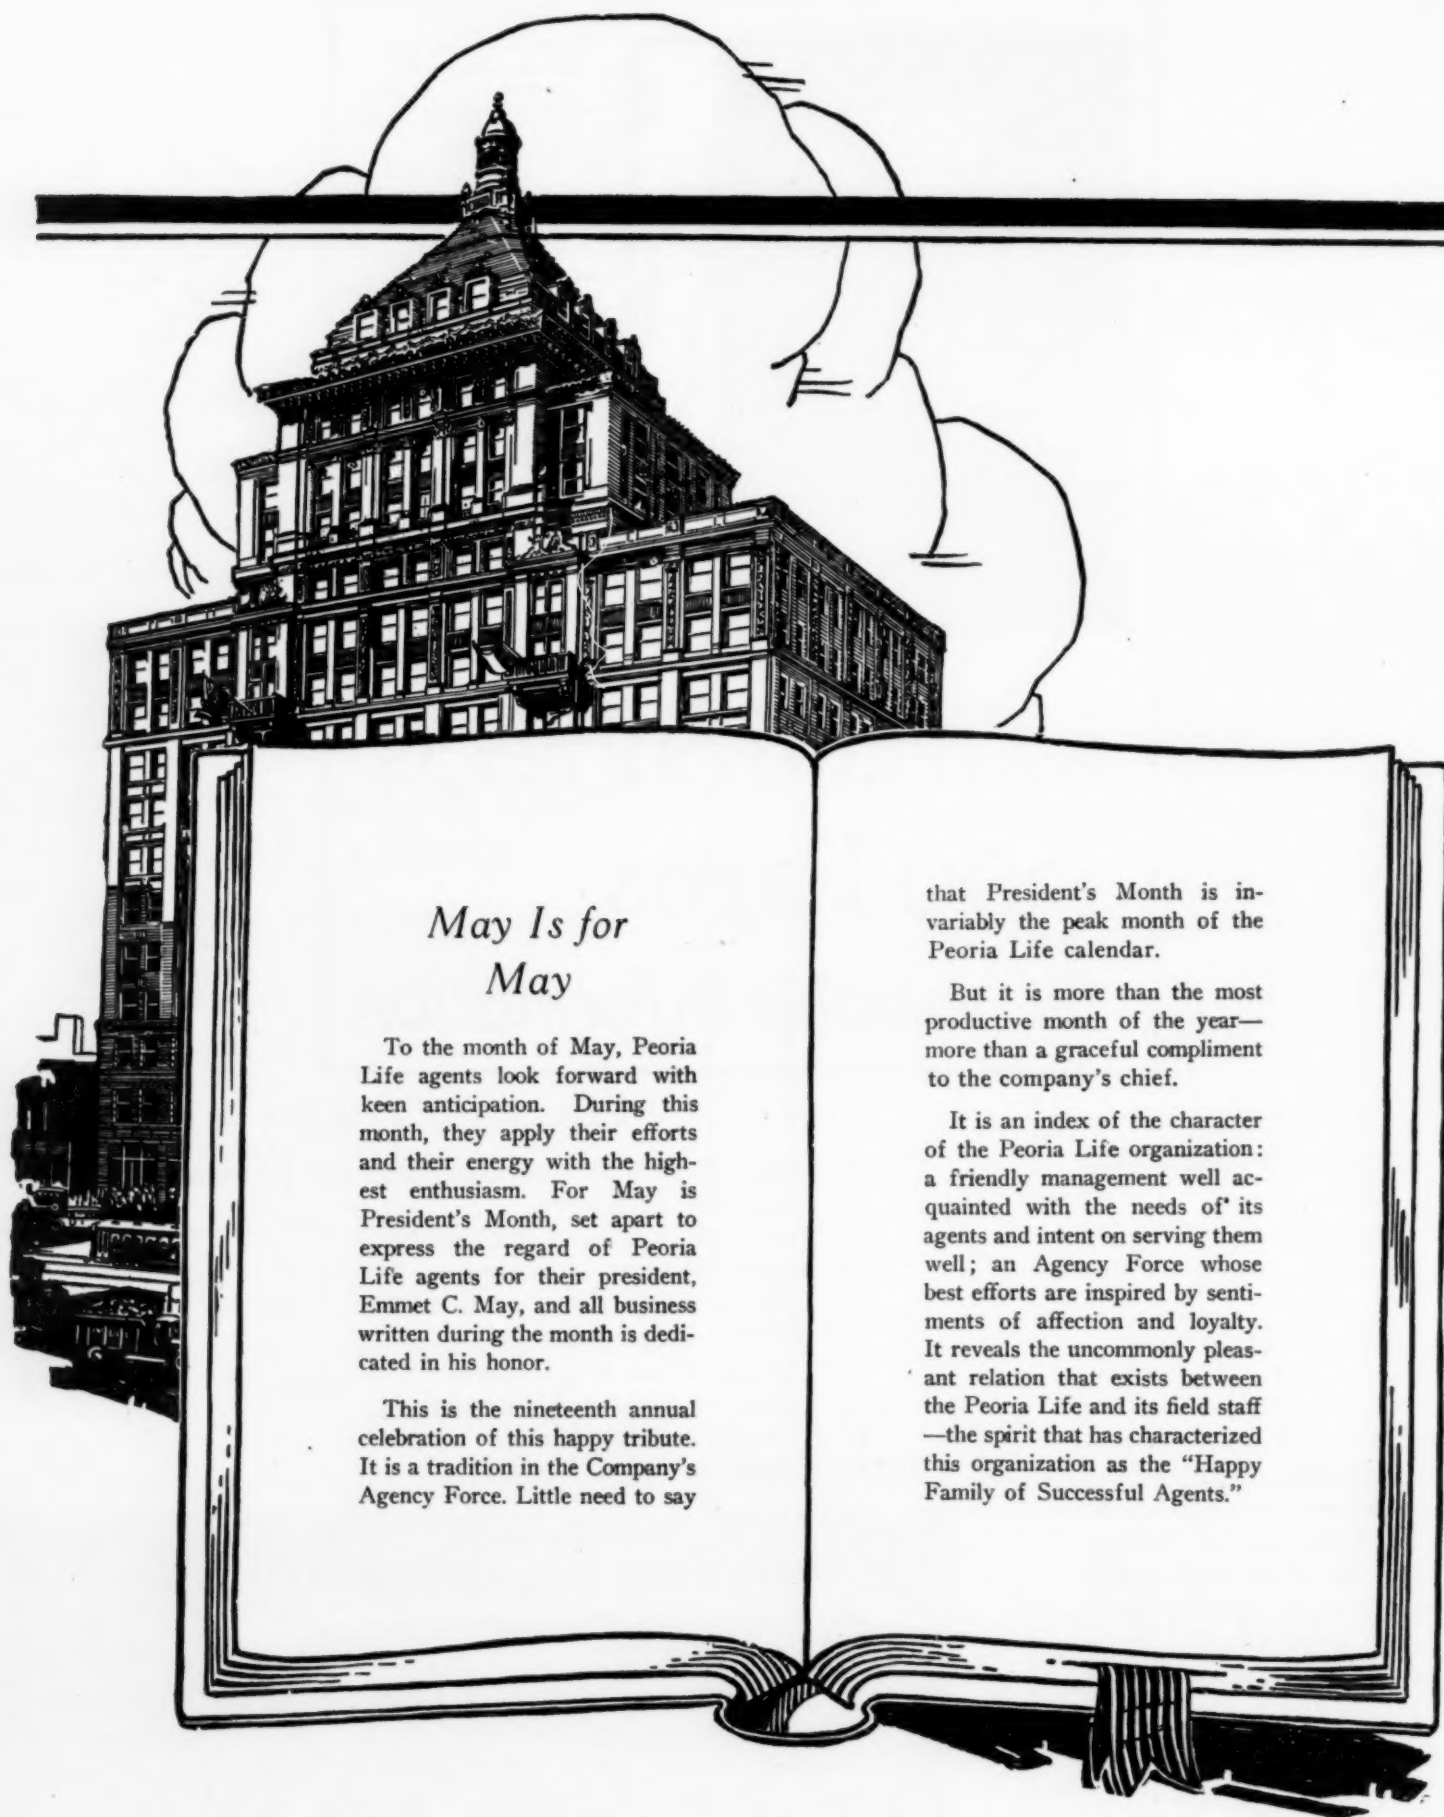 May Is for
May
To the month of May, Peoria
Life agents look forward with
keen anticipation. During this
month, they apply their efforts
and their energy with the high-
est enthusiasm. For May is
President's Month, set apart to
express the regard of Peoria
Life agents for their president,
Emmet C. May, and all business
written during the month is dedi-
cated in his honor.
This is the nineteenth annual
celebration of this happy tribute.
It is a tradition in the Company's
Agency Force. Little need to say
that President's Month is in-
variably the peak month of the
Peoria Life calendar.
But it is more than the most
productive month of the year—
more than a graceful compliment
to the company's chief.
It is an index of the character
of the Peoria Life organization:
a friendly management well ac-
quainted with the needs of its
agents and intent on serving them
well; an Agency Force whose
best efforts are inspired by senti-
ments of affection and loyalty.
It reveals the uncommonly pleas-
ant relation that exists between
the Peoria Life and its field staff
—the spirit that has characterized
this organization as the "Happy
Family of Successful Agents."